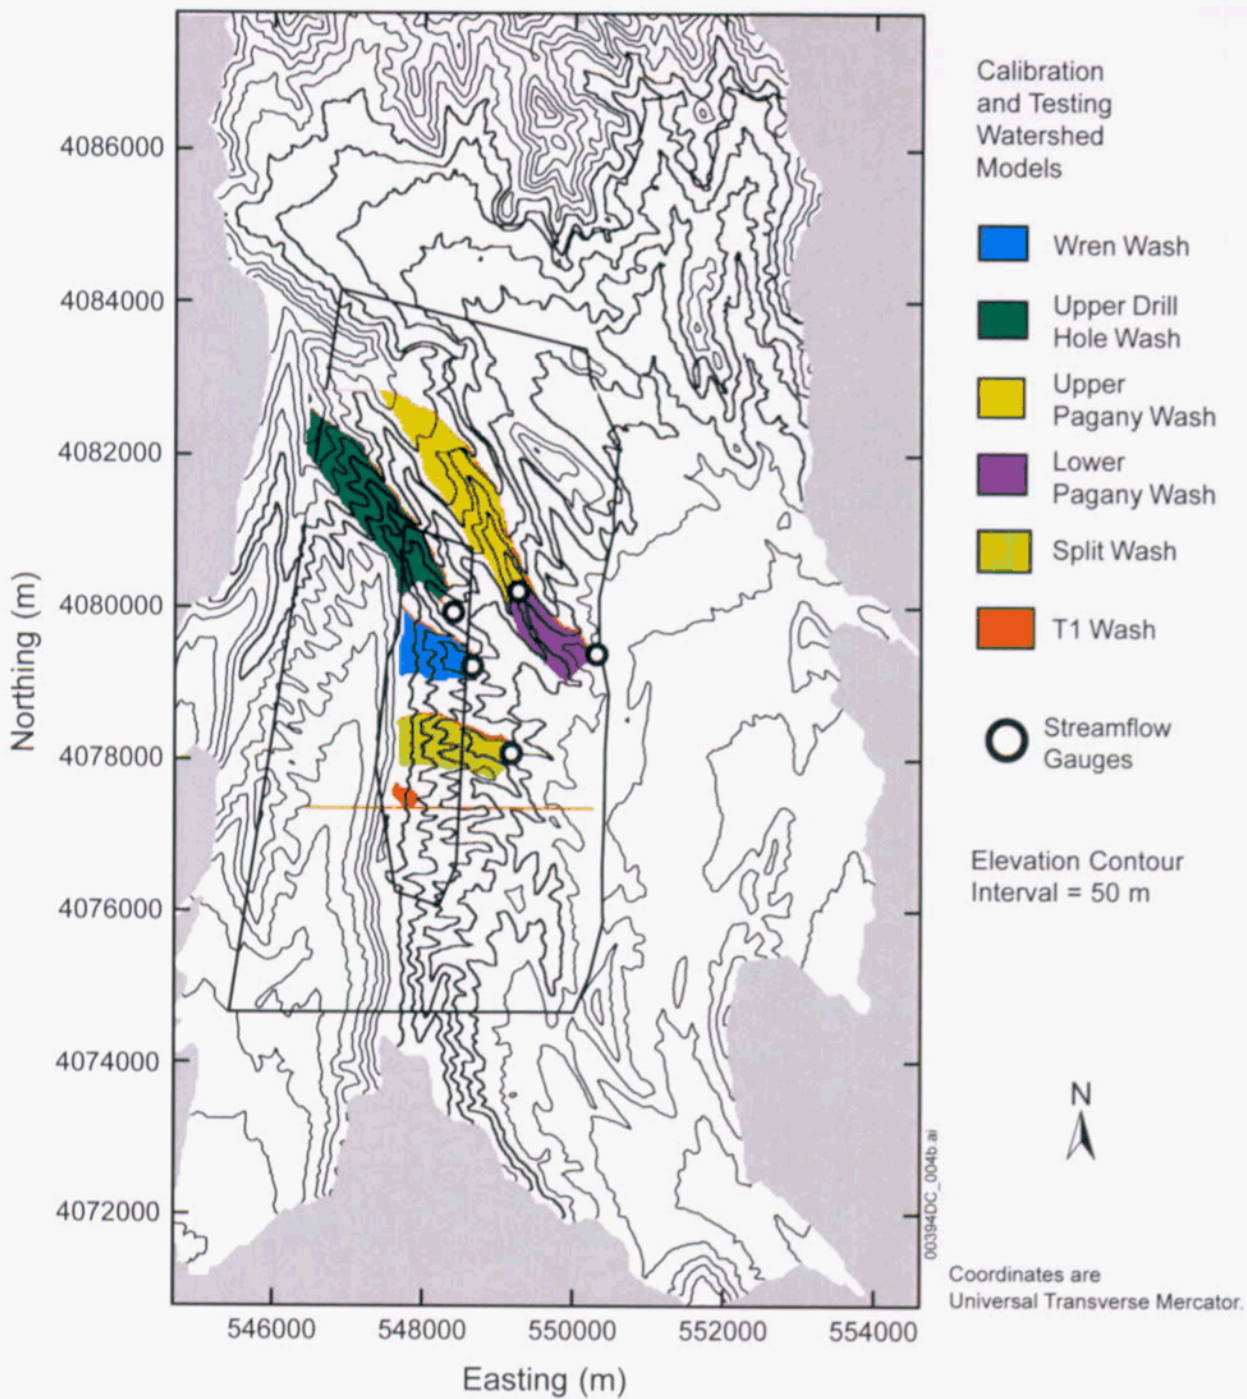 Calibration
and Testing
Watershed
Models
Wren Wash
Upper Drill
Hole Wash
Upper
Pagany Wash
Lower
Pagany Wash
Split Wash
T1 Wash
Streamflow
Gauges
Elevation Contour
Interval = 50 m
N
00394DC_004b.ai
Coordinates are
Universal Transverse Mercator.
Northing (m)
4086000
4084000
4082000
4080000
4078000
4076000
4074000
4072000
546000 548000 550000 552000 554000
Easting (m)